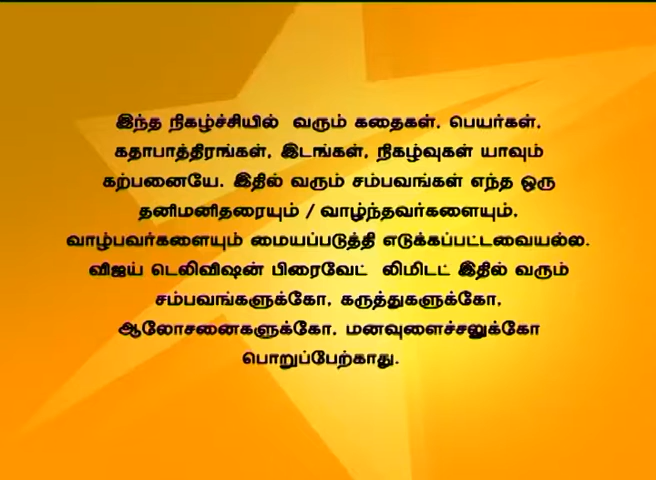 இந்த நிகழ்ச்சியில் வரும் கதைகள், பெயர்கள்,
கதாபாத்திரங்கள், இடங்கள், நிகழ்வுகள் யாவும்
கற்பனையே. இதில் வரும் சம்பவங்கள் எந்த ஒரு
தனிமனிதரையும் / வாழ்ந்தவர்களையும்,
வாழ்பவர்களையும் மையப்படுத்தி எடுக்கப்பட்டவையல்ல.
விஜய் டெலிவிஷன் பிரைவேட் லிமிடட் இதில் வரும்
சம்பவங்களுக்கோ, கருத்துகளுக்கோ,
ஆலோசனைகளுக்கோ, மனவுளைச்சலுக்கோ
பொறுப்பேற்காது.